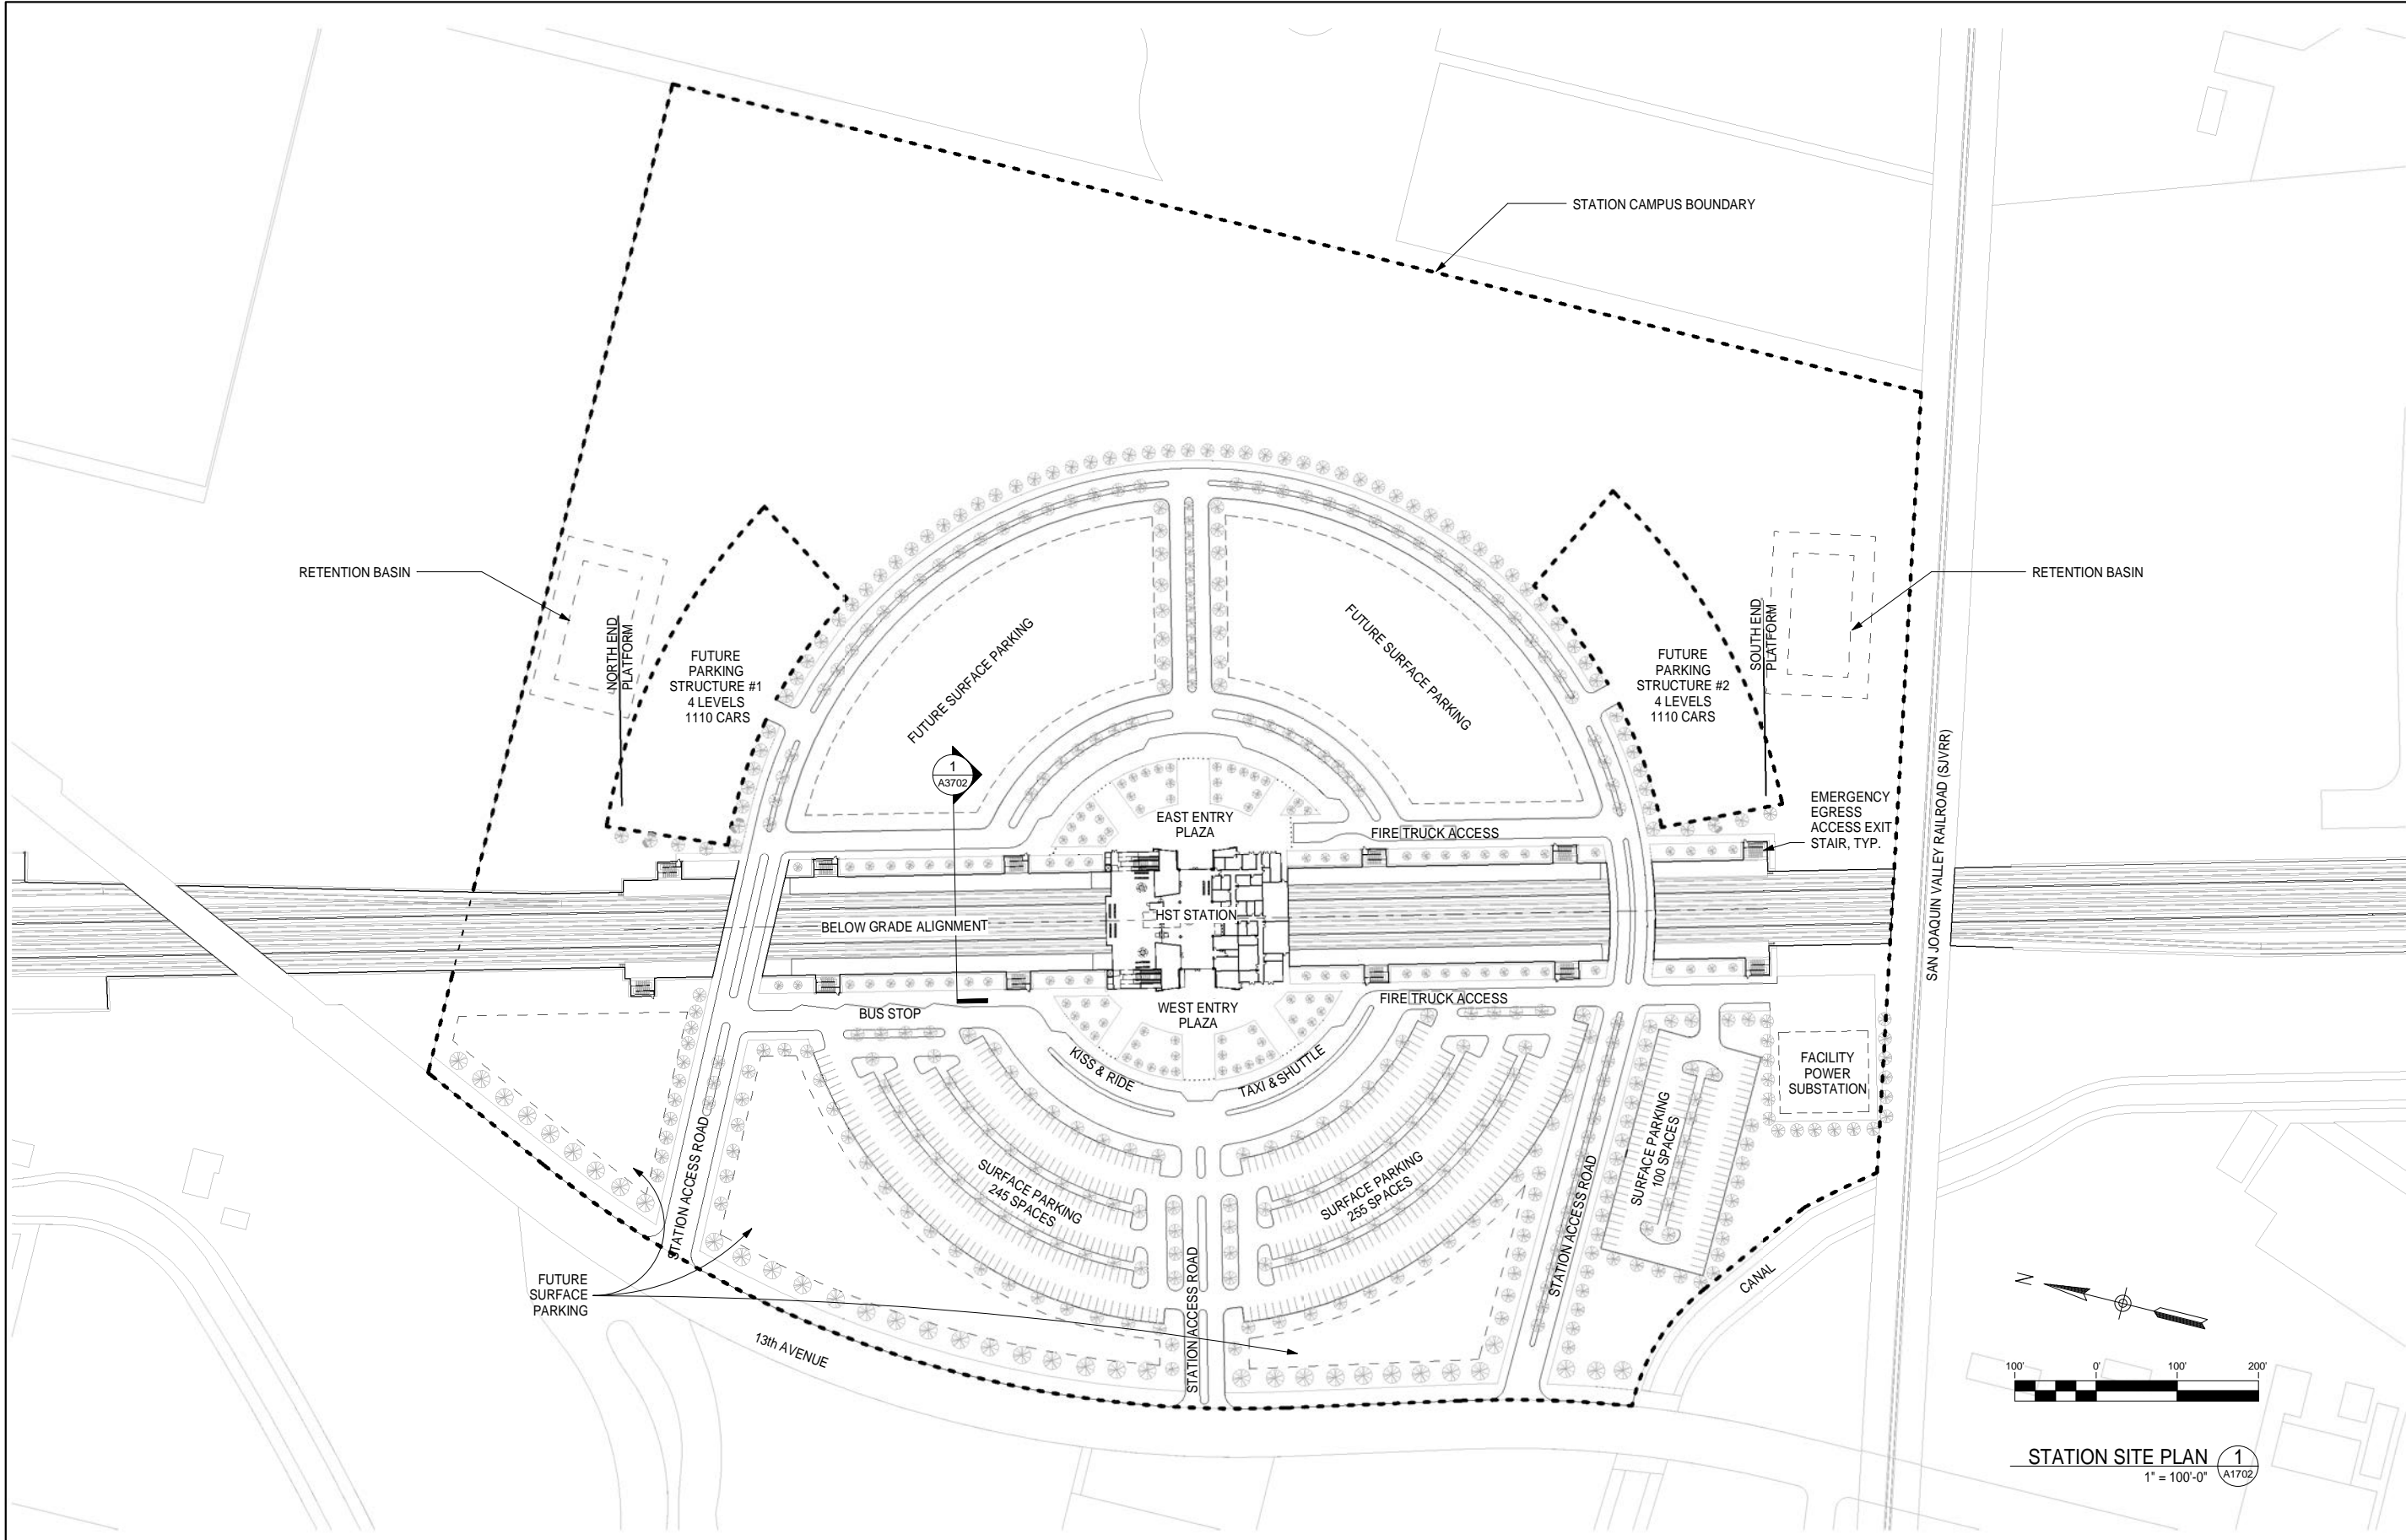 STATION CAMPUS BOUNDARY
RETENTION BASIN
RETENTION BASIN
NORTH END
PLATFORM
FUTURE
PARKING
STRUCTURE #1
4 LEVELS
1110 CARS
FUTURE SURFACE PARKING
FUTURE SURFACE PARKING
FUTURE
PARKING
STRUCTURE #2
4 LEVELS
1110 CARS
SOUTH END
PLATFORM
SAN JOAQUIN VALLEY RAILROAD (SJVRR)
1
A3702
EAST ENTRY
PLAZA
FIRE TRUCK ACCESS
EMERGENCY
EGRESS
ACCESS EXIT
STAIR, TYP.
BELOW GRADE ALIGNMENT
HST STATION
BUS STOP
WEST ENTRY
PLAZA
FIRE TRUCK ACCESS
KISS & RIDE
TAXI & SHUTTLE
FACILITY
POWER
SUBSTATION
STATION ACCESS ROAD
SURFACE PARKING
245 SPACES
SURFACE PARKING
255 SPACES
STATION ACCESS ROAD
SURFACE PARKING
100 SPACES
STATION ACCESS ROAD
FUTURE
SURFACE
PARKING
13th AVENUE
CANAL
N
100'
0'
100'
200'
STATION SITE PLAN
1" = 100'-0"
1
A1702